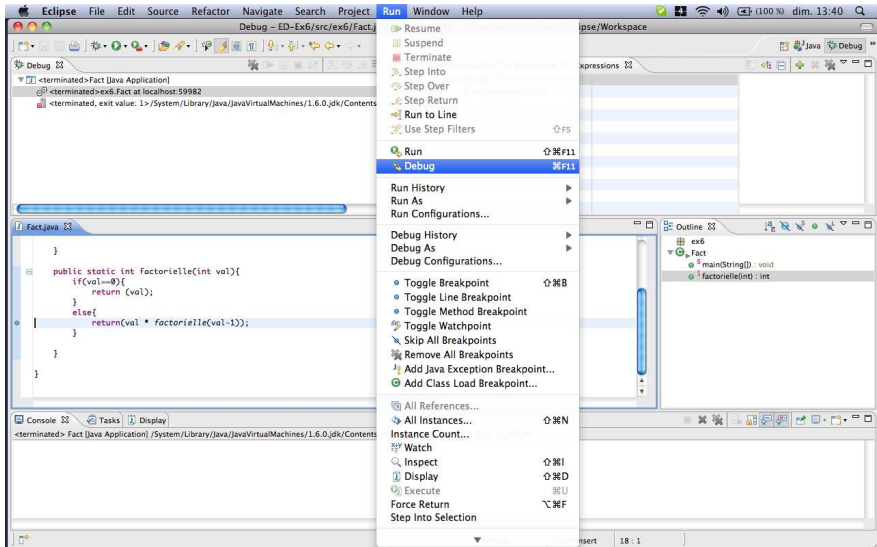 Eclipse File Edit Source Refactor Navigate Search Project Run Window Help (100 %) dim. 13:40
Debug – ED-Ex6/src/ex6/Fact.j
pse/Workspace
Java Debug
Debug
xpressions
<terminated>Fact [Java Application]
<terminated>ex6.Fact at localhost:59982
<terminated, exit value: 1>/System/Library/Java/JavaVirtualMachines/1.6.0.jdk/Contents
Resume
Suspend
Terminate
Step Into
Step Over
Step Return
Run to Line
Use Step Filters ⇧F5
Run ⇧⌘F11
Debug ⌘F11
Run History
Run As
Run Configurations...
Debug History
Debug As
Debug Configurations...
Toggle Breakpoint ⇧⌘B
Toggle Line Breakpoint
Toggle Method Breakpoint
Toggle Watchpoint
Skip All Breakpoints
Remove All Breakpoints
Add Java Exception Breakpoint...
Add Class Load Breakpoint...
All References...
All Instances... ⇧⌘N
Instance Count...
Watch
Inspect ⇧⌘I
Display ⇧⌘D
Execute ⌘U
Force Return ⌥⌘F
Step Into Selection
Fact.java
}
public static int factorielle(int val){
if(val==0){
return (val);
}
else{
return(val * factorielle(val-1));
}
}
}
Outline
ex6
Fact
S main(String[]) : void
S factorielle(int) : int
Console Tasks Display
<terminated> Fact [Java Application] /System/Library/Java/JavaVirtualMachines/1.6.0.jdk/Contents
nsert 18 : 1